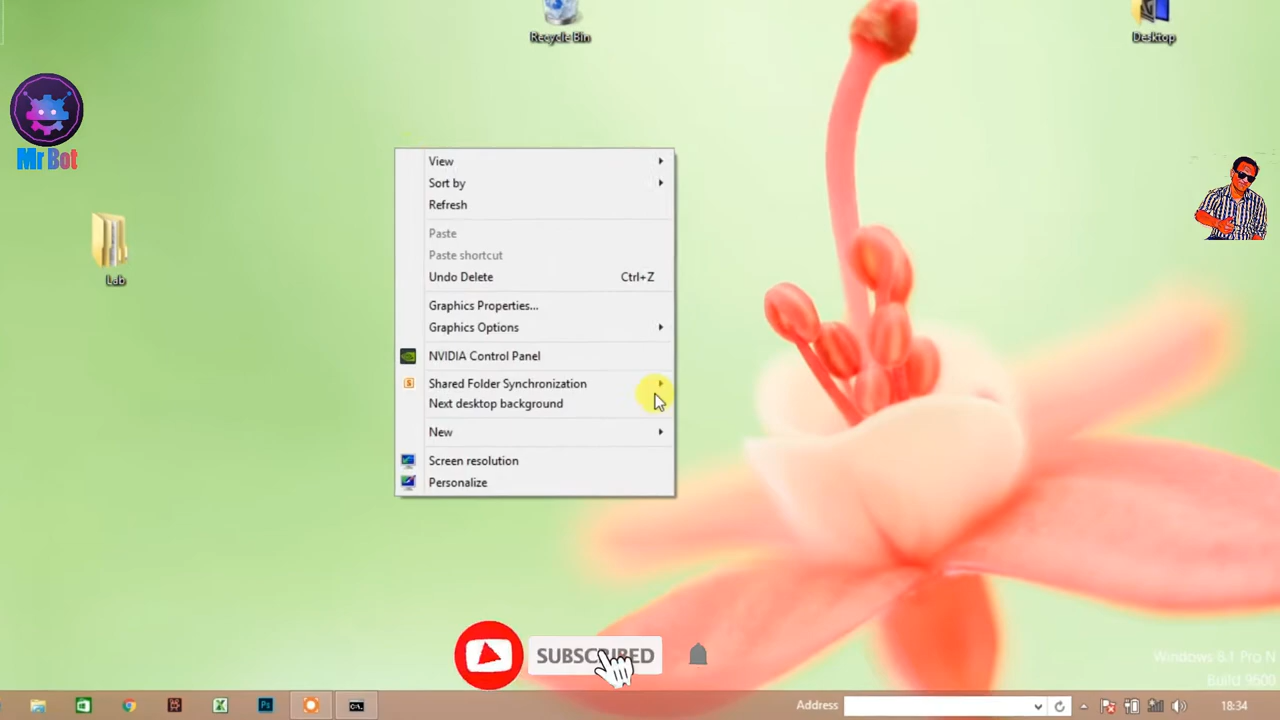 Recycle Bin
Desktop
Mr Bot
Lab
View
Sort by
Refresh
Paste
Paste shortcut
Undo Delete Ctrl+Z
Graphics Properties...
Graphics Options
NVIDIA Control Panel
Shared Folder Synchronization
Next desktop background
New
Screen resolution
Personalize
SUBSCRIBED
Windows 8.1 Pro N
Build 9600
Address
18:34